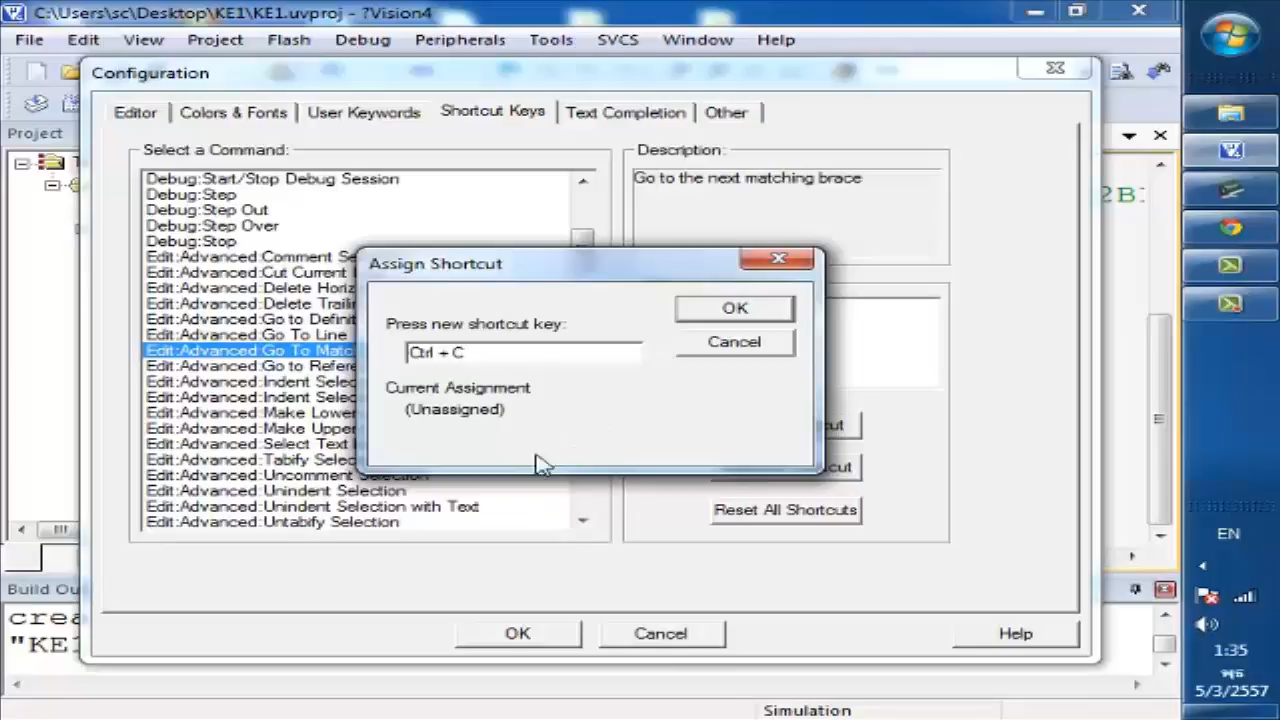 C:\Users\sc\Desktop\KE1\KE1.uvproj - ?Vision4
File Edit View Project Flash Debug Peripherals Tools SVCS Window Help
Configuration
Project
Editor Colors & Fonts User Keywords Shortcut Keys Text Completion Other
Select a Command:
Debug:Start/Stop Debug Session
Debug:Step
Debug:Step Out
Debug:Step Over
Debug:Stop
Edit:Advanced:Comment Se
Edit:Advanced:Cut Current
Edit:Advanced:Delete Horiz
Edit:Advanced:Delete Trailin
Edit:Advanced:Go to Definit
Edit:Advanced:Go To Line
Edit:Advanced:Go To Matc
Edit:Advanced:Go to Refere
Edit:Advanced:Indent Selec
Edit:Advanced:Indent Selec
Edit:Advanced:Make Lower
Edit:Advanced:Make Upper
Edit:Advanced:Select Text
Edit:Advanced:Tabify Selec
Edit:Advanced:Uncomment Selection
Edit:Advanced:Unindent Selection
Edit:Advanced:Unindent Selection with Text
Edit:Advanced:Untabify Selection
Description:
Go to the next matching brace
2B
Assign Shortcut
Press new shortcut key:
Ctrl + C
Current Assignment
(Unassigned)
OK
Cancel
cut
cut
Reset All Shortcuts
OK Cancel Help
Build Ou
crea
"KE1
Simulation
EN
1:35
พุธ
5/3/2557